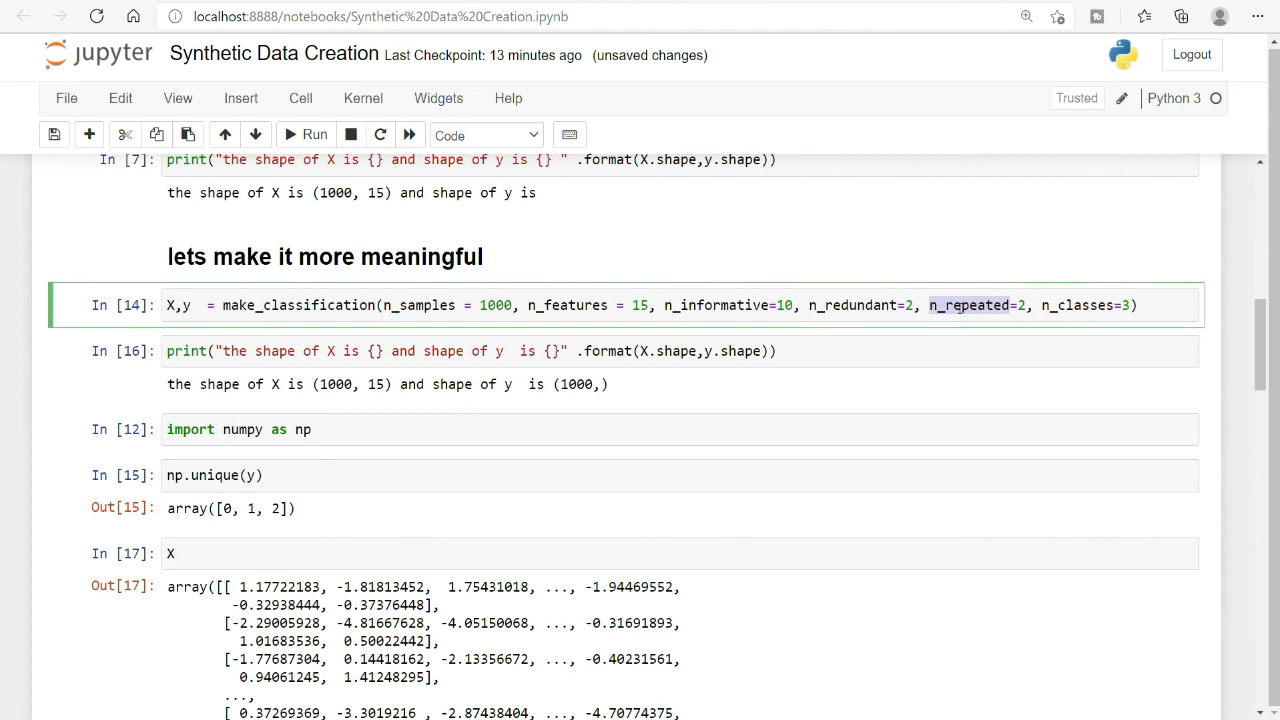 localhost:8888/notebooks/Synthetic%20Data%20Creation.ipynb
jupyter Synthetic Data Creation Last Checkpoint: 13 minutes ago (unsaved changes) Logout
File Edit View Insert Cell Kernel Widgets Help Trusted Python 3
Run Code
In [7]: print("the shape of X is {} and shape of y is {} " .format(X.shape,y.shape))
the shape of X is (1000, 15) and shape of y is
lets make it more meaningful
In [14]: X,y  = make_classification(n_samples = 1000, n_features = 15, n_informative=10, n_redundant=2, n_repeated=2, n_classes=3)
In [16]: print("the shape of X is {} and shape of y  is {}" .format(X.shape,y.shape))
the shape of X is (1000, 15) and shape of y  is (1000,)
In [12]: import numpy as np
In [15]: np.unique(y)
Out[15]: array([0, 1, 2])
In [17]: X
Out[17]: array([[ 1.17722183, -1.81813452,  1.75431018, ..., -1.94469552,
-0.32938444, -0.37376448],
[-2.29005928, -4.81667628, -4.05150068, ..., -0.31691893,
1.01683536,  0.50022442],
[-1.77687304,  0.14418162, -2.13356672, ..., -0.40231561,
0.94061245,  1.41248295],
...,
[ 0.37269369, -3.3019216 , -2.87438404, ..., -4.70774375,